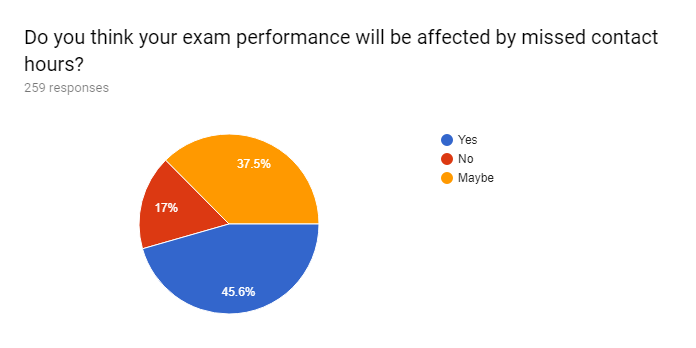 Do you think your exam performance will be affected by missed contact
hours?
259 responses
37.5%
17%
45.6%
Yes
No
Maybe